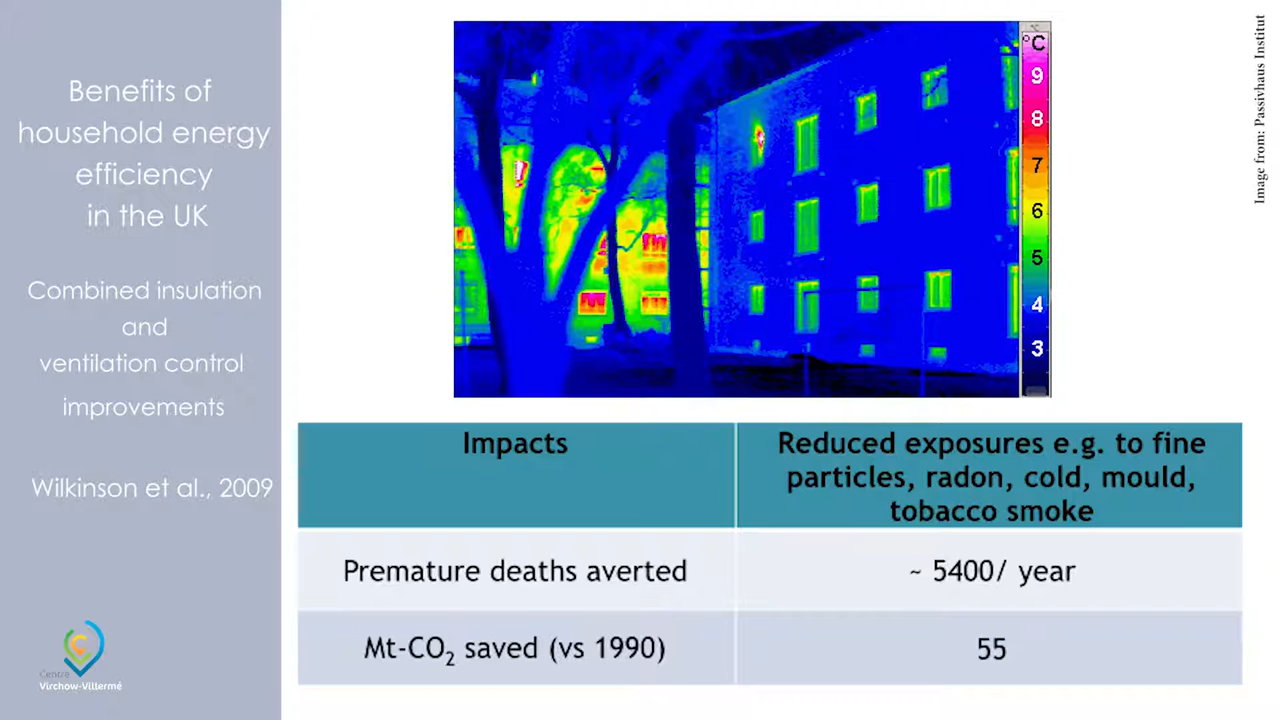 Benefits of
household energy
efficiency
in the UK
Combined insulation
and
ventilation control
improvements
Wilkinson et al., 2009
Centre
Virchow-Villermé
°C
°C
9
8
7
6
5
4
3
Image from: Passivhaus Institut
Impacts
Reduced exposures e.g. to fine
particles, radon, cold, mould,
tobacco smoke
Premature deaths averted
~ 5400/ year
Mt-CO₂ saved (vs 1990)
55